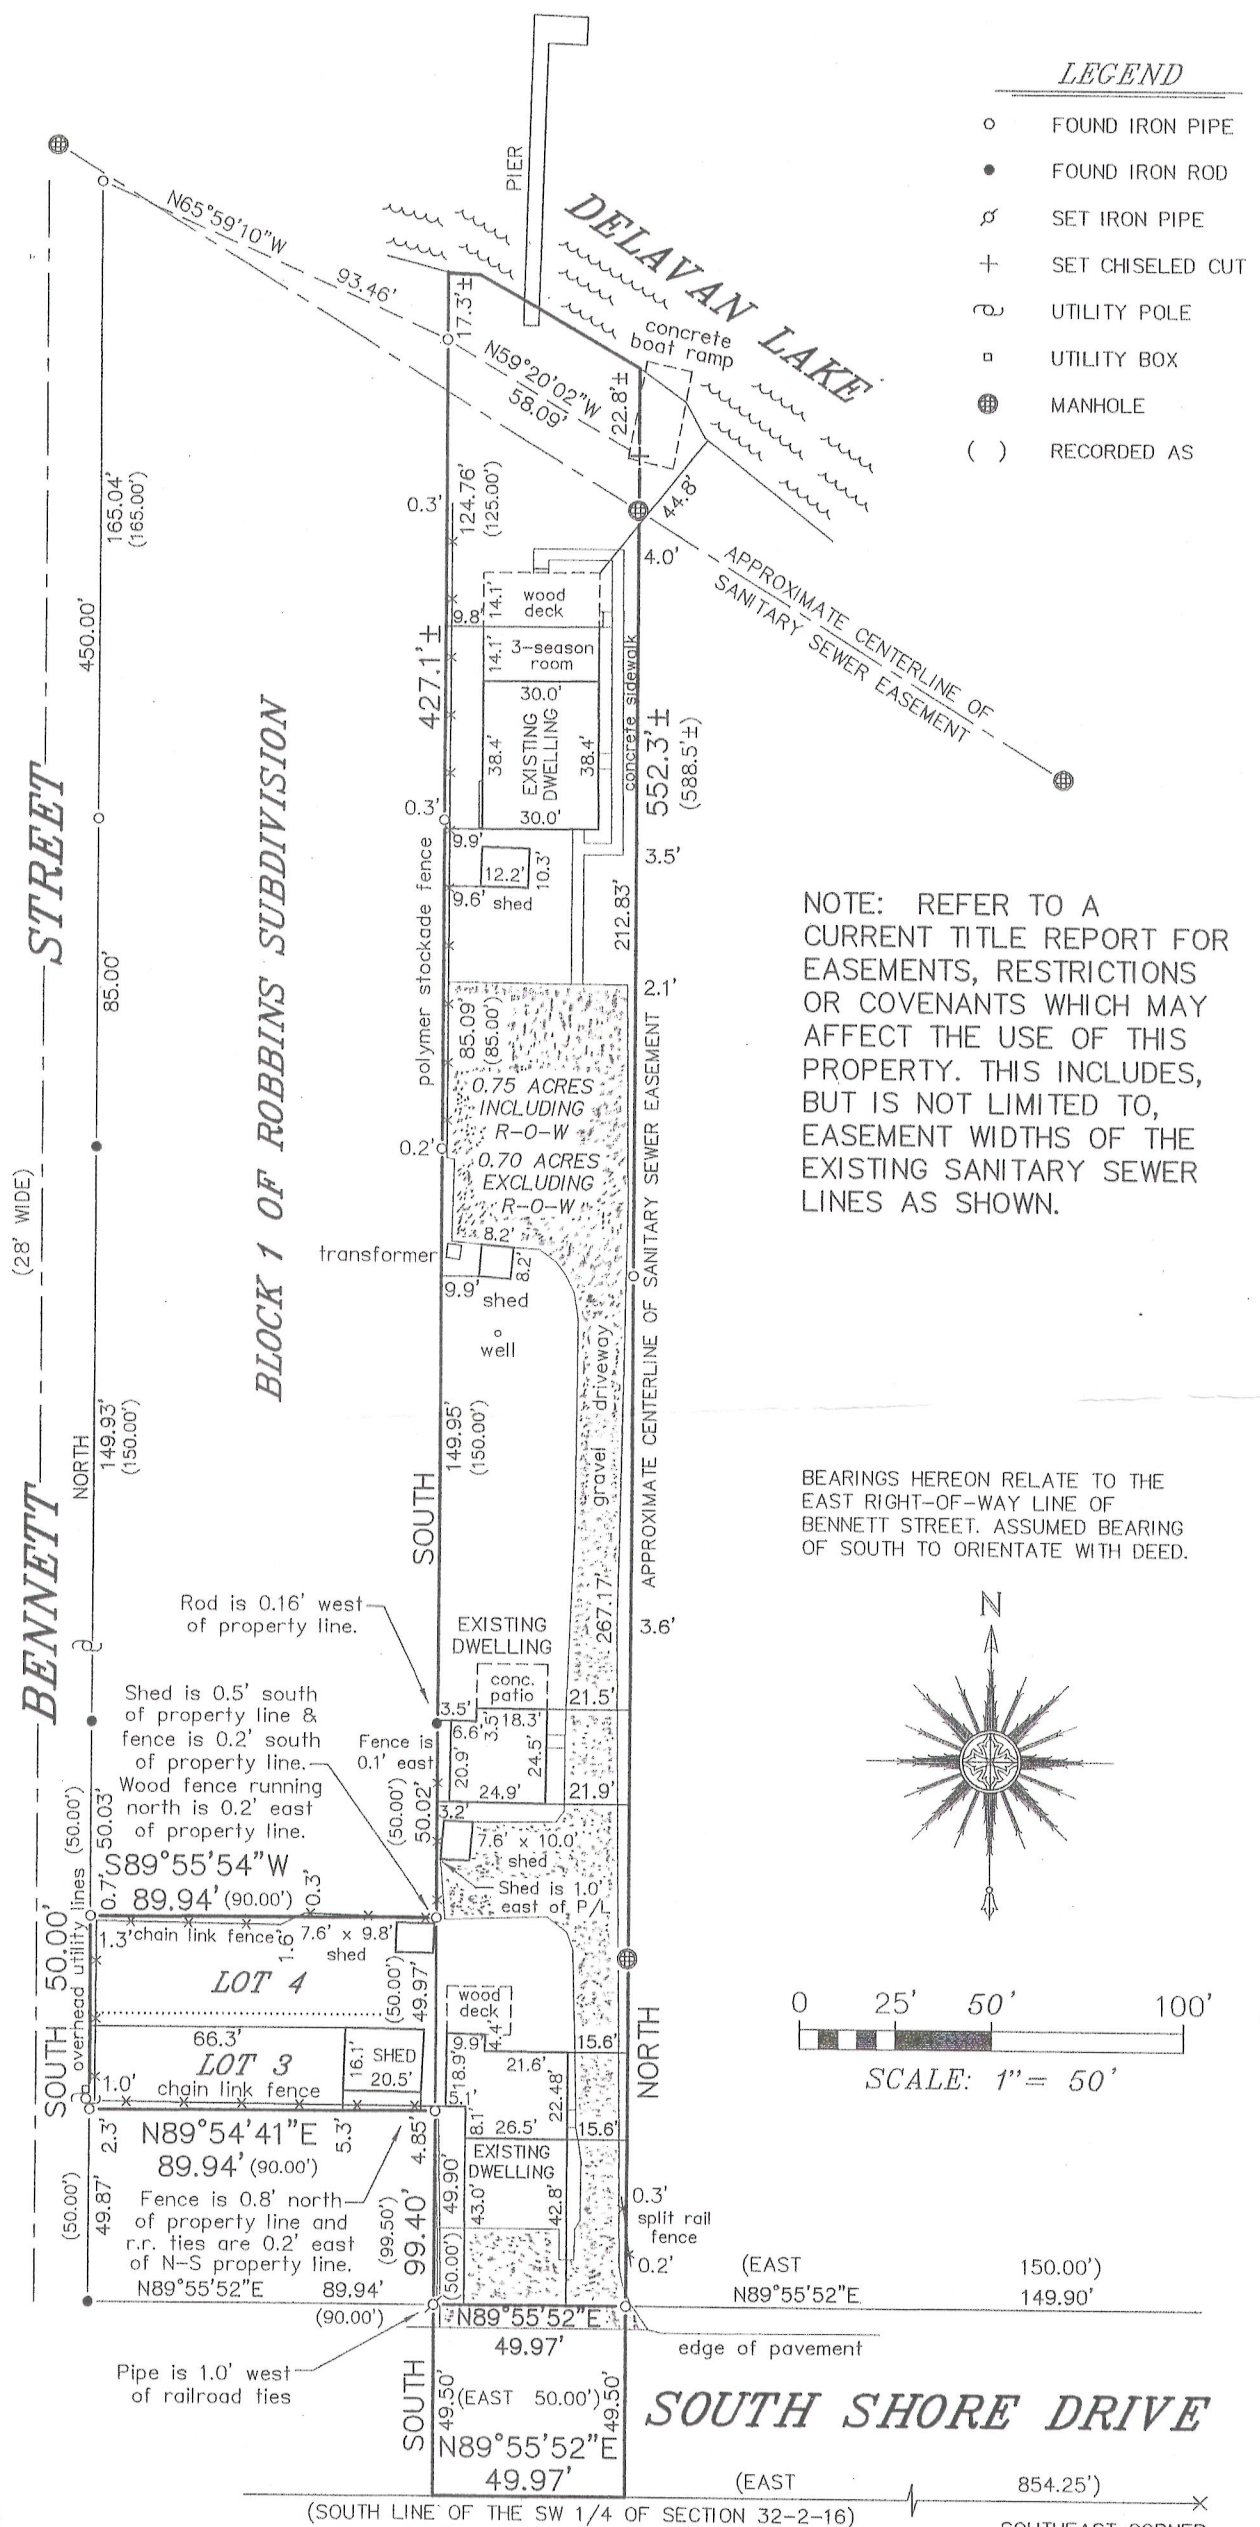 LEGEND
FOUND IRON PIPE
FOUND IRON ROD
SET IRON PIPE
SET CHISELED CUT
UTILITY POLE
UTILITY BOX
MANHOLE
( ) RECORDED AS
PIER
DELAVAN LAKE
N65°59'10"W
93.46'
17.3'±
concrete
boat ramp
N59°20'02"W
58.09'
22.8'±
165.04'
(165.00')
0.3'
124.76'
(125.00')
44.8'
4.0'
APPROXIMATE CENTERLINE OF
SANITARY SEWER EASEMENT
450.00'
14.1'
wood
deck
9.8'
14.1'
3-season
room
427.1'±
30.0'
38.4'
EXISTING
DWELLING
38.4'
30.0'
concrete sidewalk
552.3'±
(588.5'±)
0.3'
9.9'
12.2'
10.3'
9.6'
shed
3.5'
212.83'
STREET
BLOCK 1 OF ROBBINS SUBDIVISION
polymer stockade fence
NOTE: REFER TO A
CURRENT TITLE REPORT FOR
EASEMENTS, RESTRICTIONS
OR COVENANTS WHICH MAY
AFFECT THE USE OF THIS
PROPERTY. THIS INCLUDES,
BUT IS NOT LIMITED TO,
EASEMENT WIDTHS OF THE
EXISTING SANITARY SEWER
LINES AS SHOWN.
85.00'
2.1'
85.09'
(85.00')
0.75 ACRES
INCLUDING
R-O-W
0.2'
0.70 ACRES
EXCLUDING
R-O-W
(28' WIDE)
transformer
8.2'
8.2'
9.9'
shed
well
APPROXIMATE CENTERLINE OF SANITARY SEWER EASEMENT
gravel driveway
NORTH
149.93'
(150.00')
149.95'
(150.00')
SOUTH
BENNETT
BEARINGS HEREON RELATE TO THE
EAST RIGHT-OF-WAY LINE OF
BENNETT STREET. ASSUMED BEARING
OF SOUTH TO ORIENTATE WITH DEED.
N
267.17'
3.6'
Rod is 0.16' west
of property line.
EXISTING
DWELLING
conc.
patio
21.5'
3.5'
6.6'
3.5'
18.3'
20.9'
24.5'
24.9'
21.9'
Shed is 0.5' south
of property line &
fence is 0.2' south
of property line.
Wood fence running
north is 0.2' east
of property line.
Fence is
0.1' east
(50.00')
50.02'
3.2'
7.6' x 10.0'
shed
Shed is 1.0'
east of P/L
(50.00')
50.03'
S89°55'54"W
89.94' (90.00')
0.7'
0.3'
overhead utility lines
1.3'
chain link fence
1.6'
7.6' x 9.8'
shed
LOT 4
(50.00')
49.97'
SOUTH 50.00'
wood
deck
4.4'
9.9'
15.6'
66.3'
LOT 3
16.1'
SHED
20.5'
18.9'
21.6'
22.48'
1.0'
chain link fence
5.1'
8.1'
26.5'
15.6'
NORTH
0 25' 50' 100'
SCALE: 1"= 50'
2.3'
N89°54'41"E
5.3'
89.94' (90.00')
4.85'
EXISTING
DWELLING
49.90'
(50.00')
43.0'
42.8'
(50.00')
49.87'
Fence is 0.8' north
of property line and
r.r. ties are 0.2' east
of N-S property line.
(99.50')
99.40'
0.3'
split rail
fence
0.2'
N89°55'52"E 89.94'
(90.00')
(EAST 150.00')
N89°55'52"E 149.90'
N89°55'52"E
49.97'
edge of pavement
Pipe is 1.0' west
of railroad ties
SOUTH
49.50'
(EAST 50.00')
49.50'
SOUTH SHORE DRIVE
N89°55'52"E
49.97'
(EAST 854.25')
(SOUTH LINE OF THE SW 1/4 OF SECTION 32-2-16)
SOUTHEAST CORNER